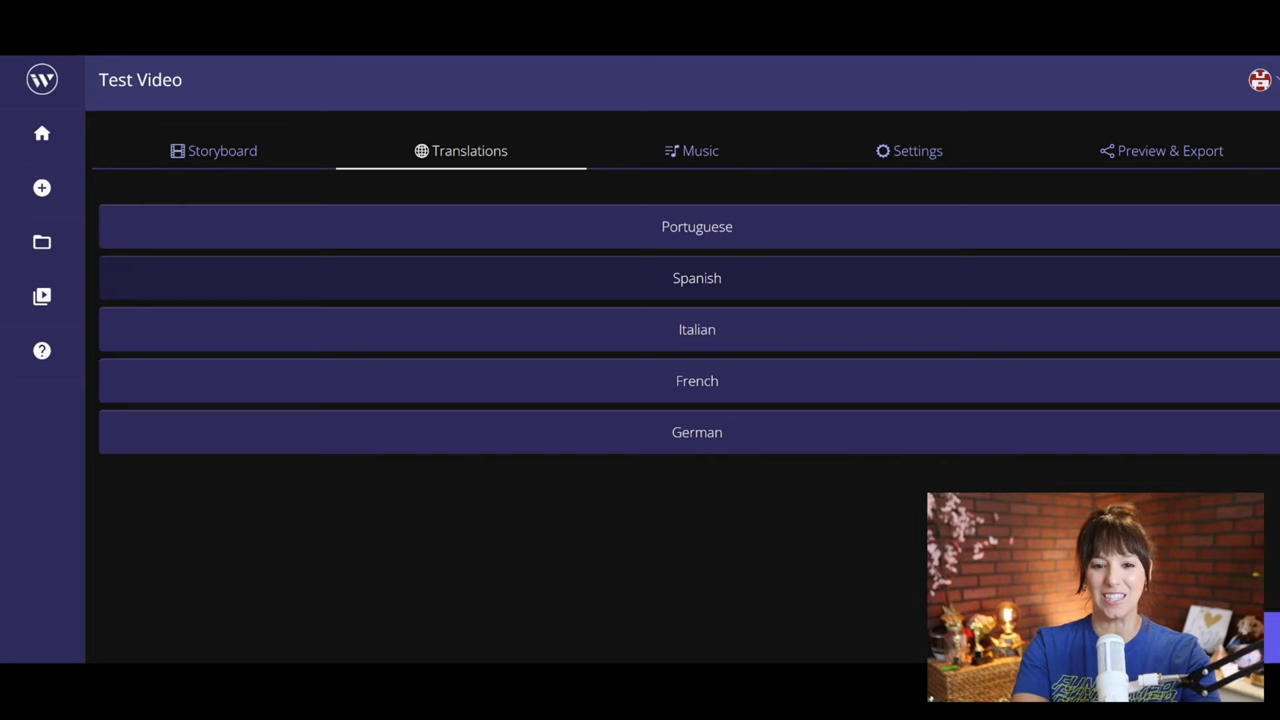 Test Video
Storyboard
Translations
Music
Settings
Preview & Export
Portuguese
Spanish
Italian
French
German